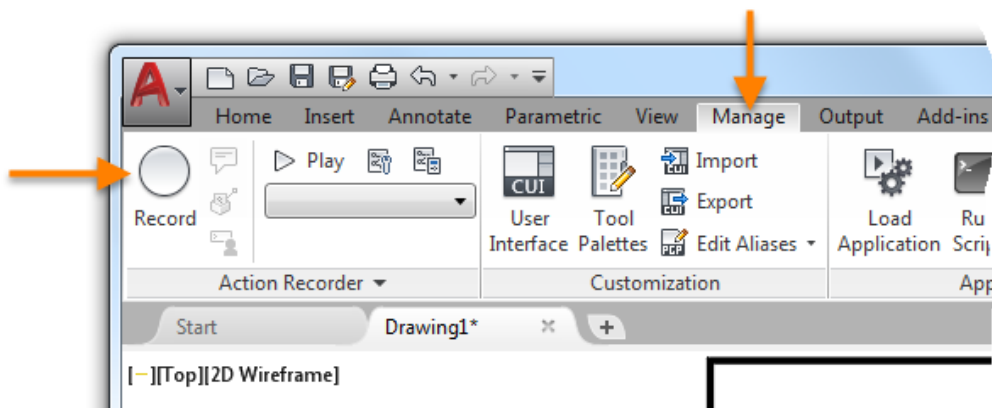 Home Insert Annotate Parametric View Manage Output Add-ins
Play
Record
CUI
User Interface
Tool Palettes
Import
Export
Edit Aliases
Load Application
Action Recorder
Customization
Start
Drawing1*
[−][Top][2D Wireframe]